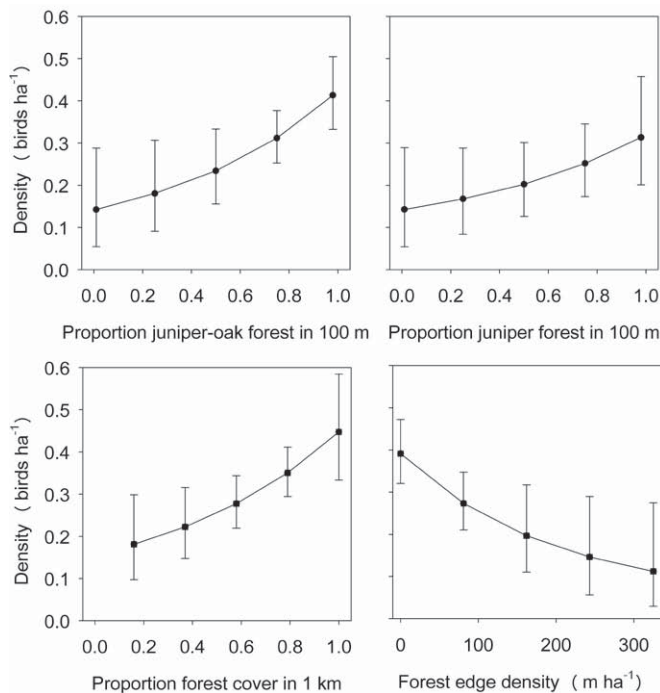 0.6
0.5
0.4
0.3
0.2
0.1
0.0
Density ( birds ha⁻¹)
0.0 0.2 0.4 0.6 0.8 1.0
Proportion juniper-oak forest in 100 m
0.0 0.2 0.4 0.6 0.8 1.0
Proportion juniper forest in 100 m
0.6
0.5
0.4
0.3
0.2
0.1
0.0
Density ( birds ha⁻¹)
0.0 0.2 0.4 0.6 0.8 1.0
Proportion forest cover in 1 km
0 100 200 300
Forest edge density ( m ha⁻¹)